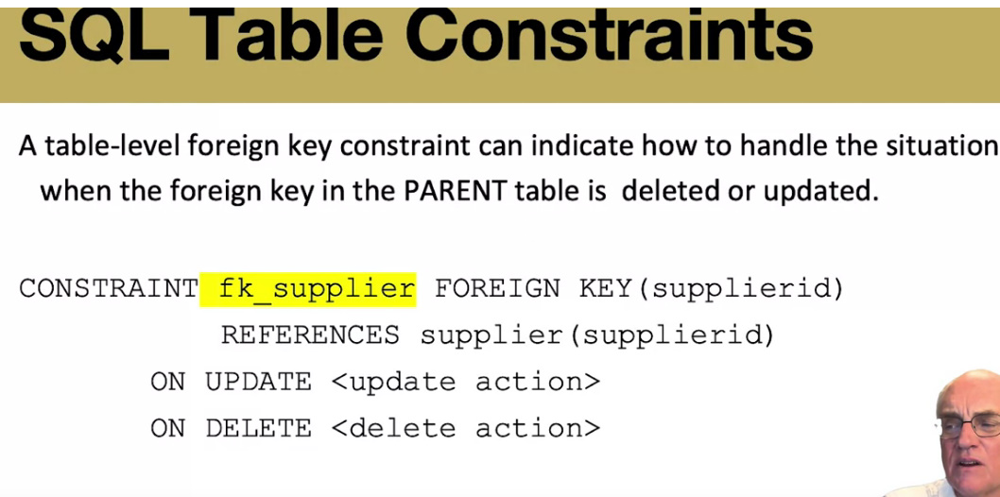 SQL Table Constraints
A table-level foreign key constraint can indicate how to handle the situation
when the foreign key in the PARENT table is deleted or updated.
CONSTRAINT fk_supplier FOREIGN KEY(supplierid)
REFERENCES supplier(supplierid)
ON UPDATE <update action>
ON DELETE <delete action>